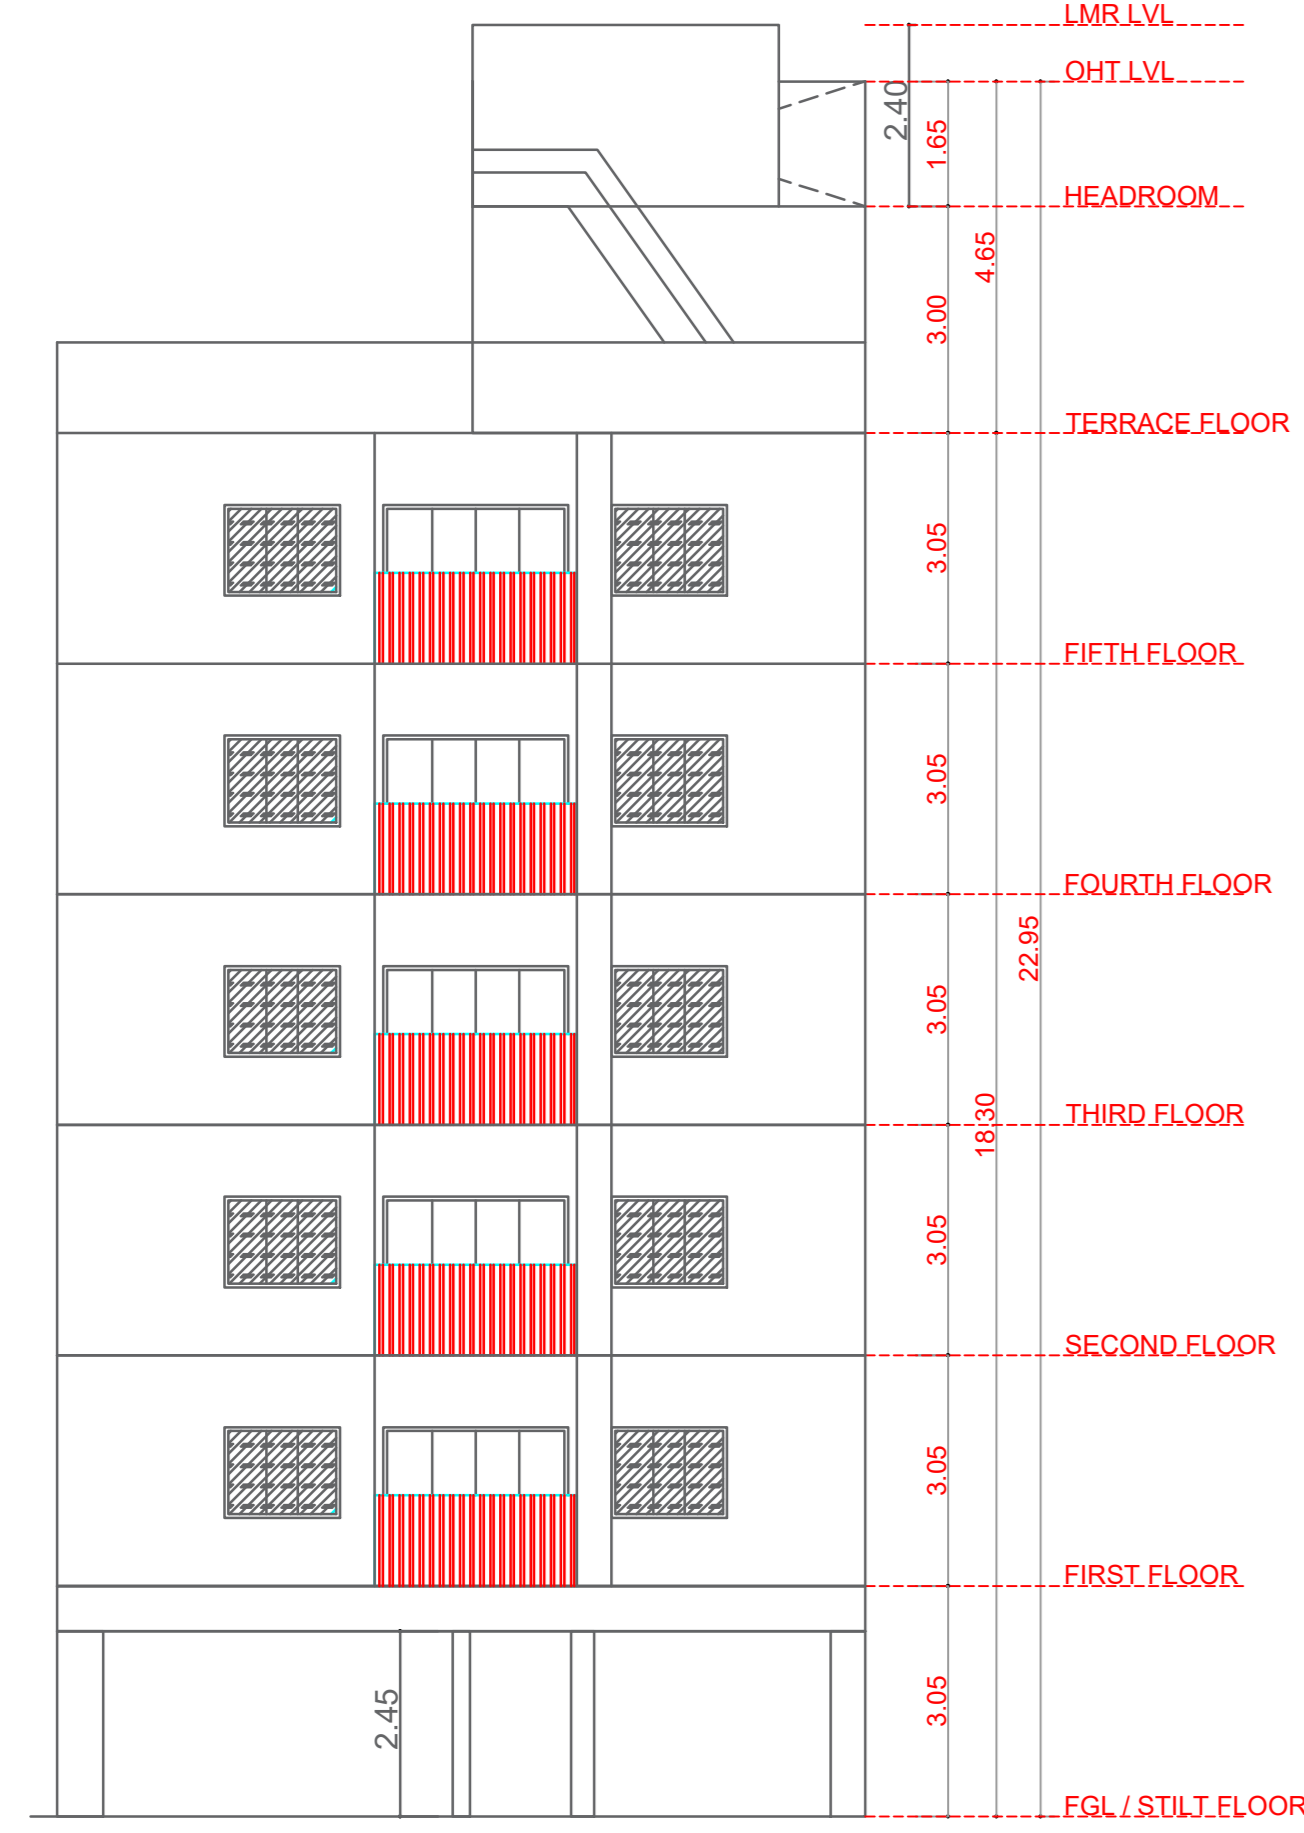 LMR LVL
OHT LVL
2.40
1.65
HEADROOM
4.65
3.00
TERRACE FLOOR
3.05
FIFTH FLOOR
3.05
FOURTH FLOOR
22.95
3.05
18.30
THIRD FLOOR
3.05
SECOND FLOOR
3.05
FIRST FLOOR
3.05
2.45
FGL / STILT FLOOR